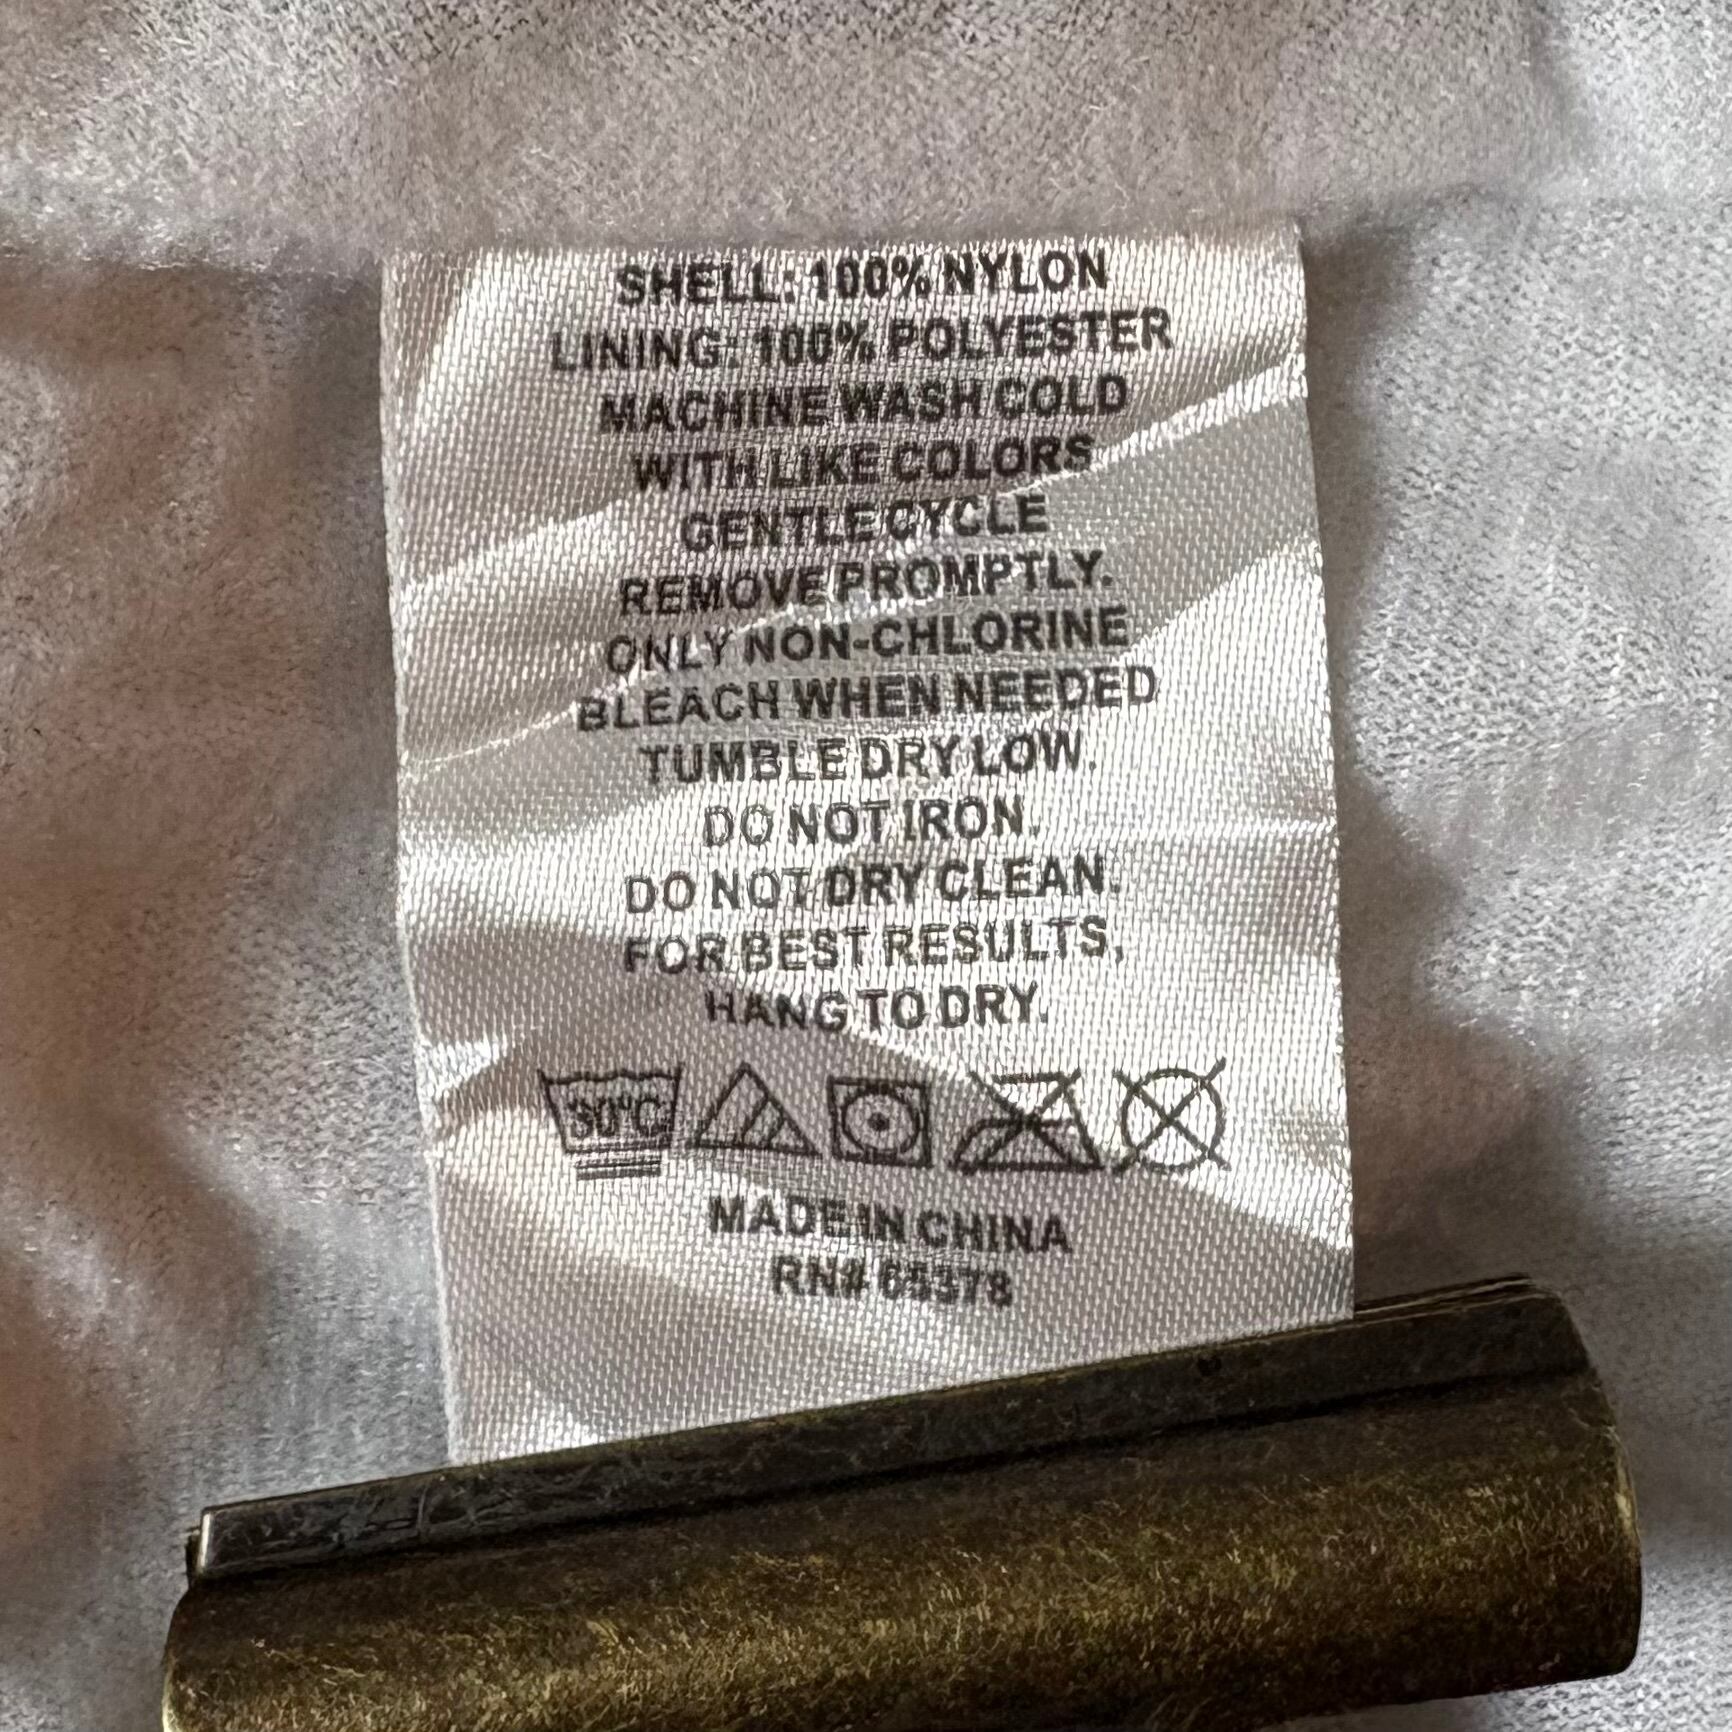 SHELL: 100% NYLON
LINING: 100% POLYESTER
MACHINE WASH COLD
WITH LIKE COLORS
GENTLE CYCLE
REMOVE PROMPTLY.
ONLY NON-CHLORINE
BLEACH WHEN NEEDED
TUMBLE DRY LOW.
DO NOT IRON.
DO NOT DRY CLEAN.
FOR BEST RESULTS,
HANG TO DRY.
30°C
MADE IN CHINA
RN# 65378